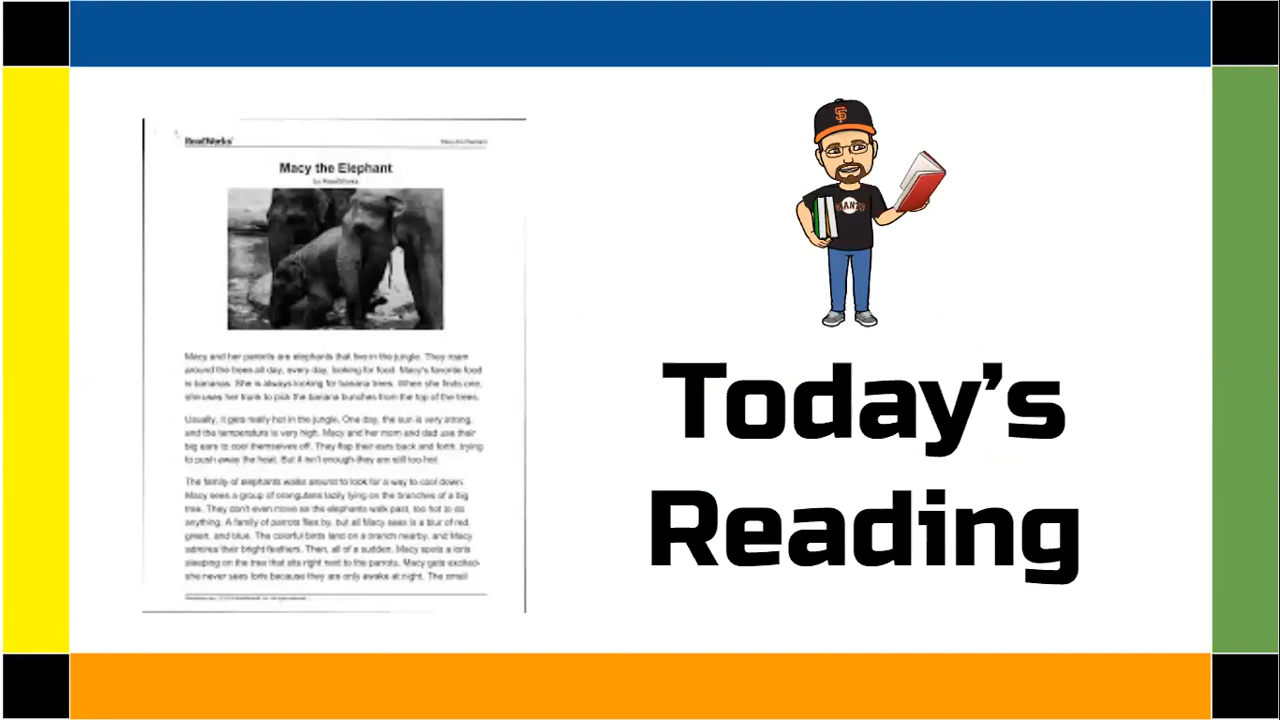 ReadWorks
Macy the Elephant
Macy the Elephant
by ReadWorks
Macy and her parents are elephants that live in the jungle. They roam
around the trees all day, every day, looking for food. Macy's favorite food
is bananas. She is always looking for banana trees. When she finds one,
she uses her trunk to pick the banana bunches from the top of the trees.
Usually, it gets really hot in the jungle. One day, the sun is very strong,
and the temperature is very high. Macy and her mom and dad use their
big ears to cool themselves off. They flap their ears back and forth, trying
to push away the heat. But it isn't enough-they are still too hot.
The family of elephants walks around to look for a way to cool down.
Macy sees a group of orangutans lazily lying on the branches of a big
tree. They don't even move as the elephants walk past, too hot to do
anything. A family of parrots flies by, but all Macy sees is a blur of red,
green, and blue. The colorful birds land on a branch nearby, and Macy
admires their bright feathers. Then, all of a sudden, Macy spots a loris
sleeping on the tree that sits right next to the parrots. Macy gets excited-
she never sees loris because they are only awake at night. The small
SF
GIANTS
Today's
Reading